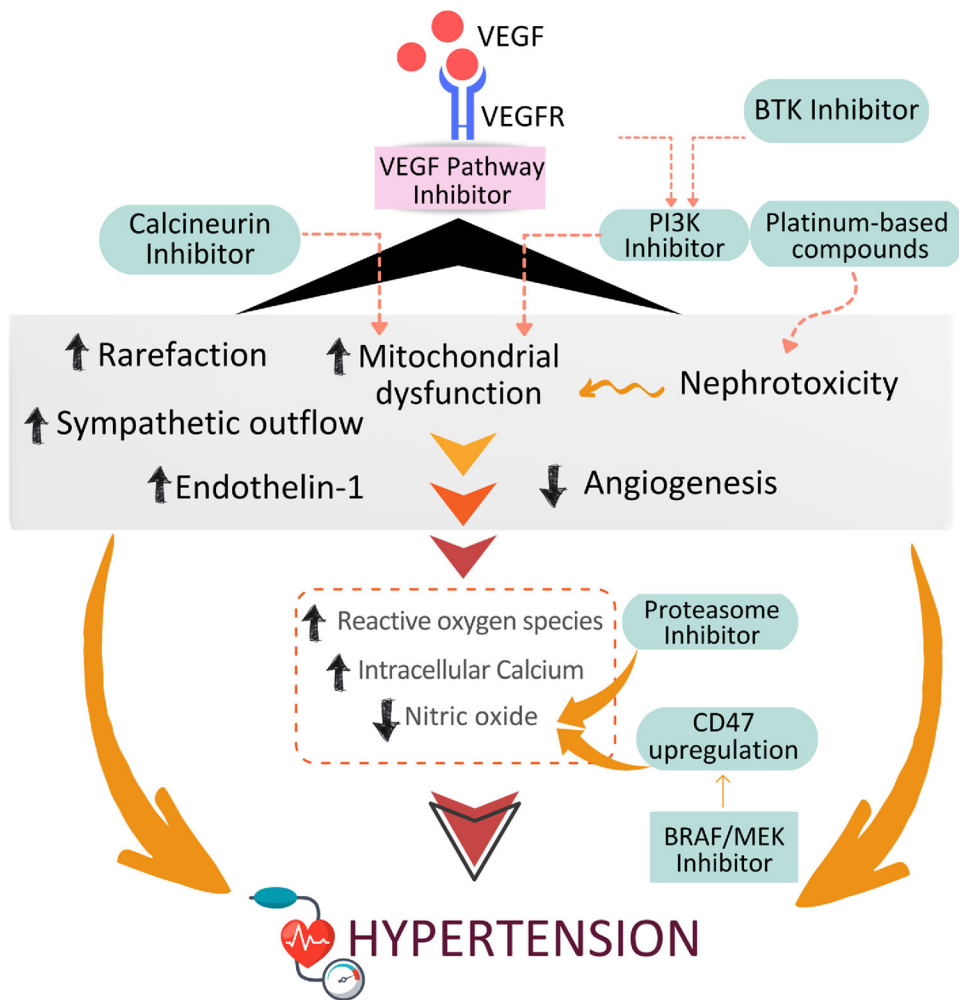 VEGF
VEGFR
BTK Inhibitor
VEGF Pathway
Inhibitor
Calcineurin
Inhibitor
PI3K
Inhibitor
Platinum-based
compounds
Rarefaction
Mitochondrial
dysfunction
Nephrotoxicity
Sympathetic outflow
Endothelin-1
Angiogenesis
Reactive oxygen species
Proteasome
Inhibitor
Intracellular Calcium
Nitric oxide
CD47
upregulation
BRAF/MEK
Inhibitor
HYPERTENSION